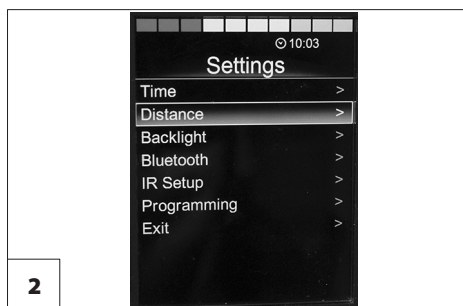 10:03
Settings
Time >
Distance >
Backlight >
Bluetooth >
IR Setup >
Programming >
Exit >
2